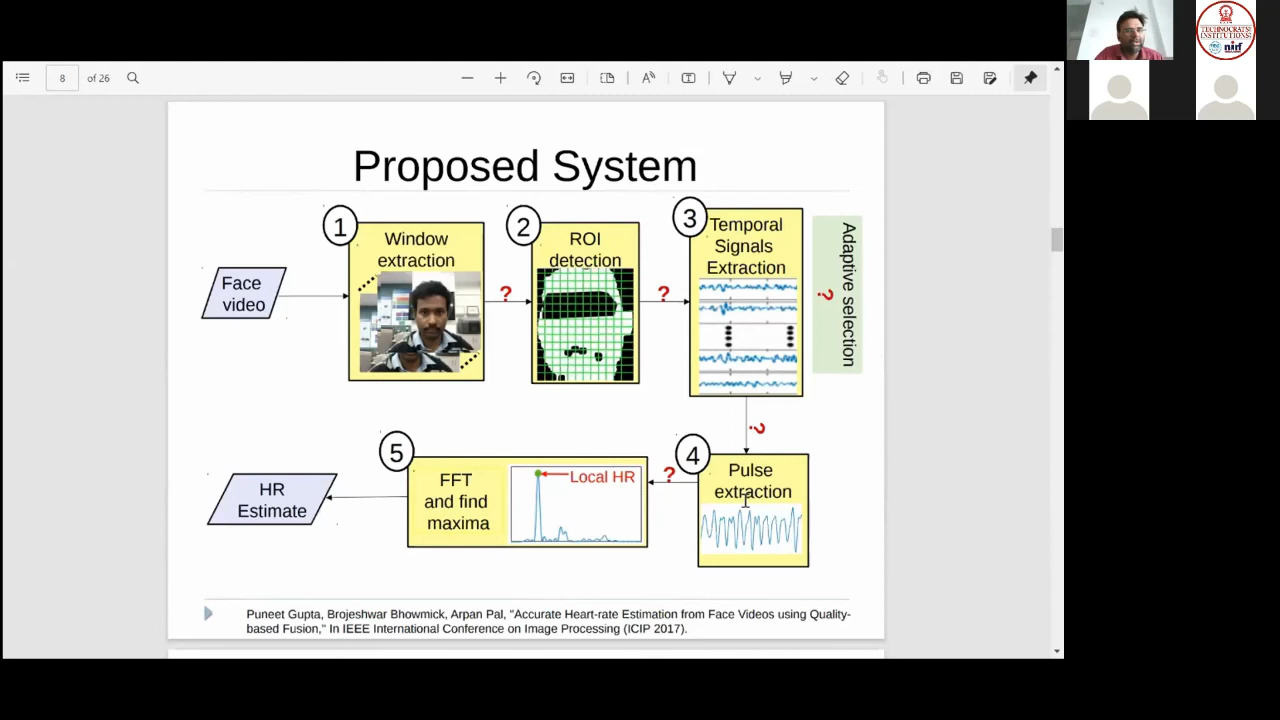 8
of 26
TECHNOCRATS
INSTITUTIONS
nirf
Proposed System
1
Window
extraction
2
ROI
detection
3
Temporal
Signals
Extraction
Adaptive selection
?
Face
video
?
?
?
4
Pulse
extraction
?
5
FFT
and find
maxima
Local HR
HR
Estimate
Puneet Gupta, Brojeshwar Bhowmick, Arpan Pal, "Accurate Heart-rate Estimation from Face Videos using Quality-
based Fusion," In IEEE International Conference on Image Processing (ICIP 2017).